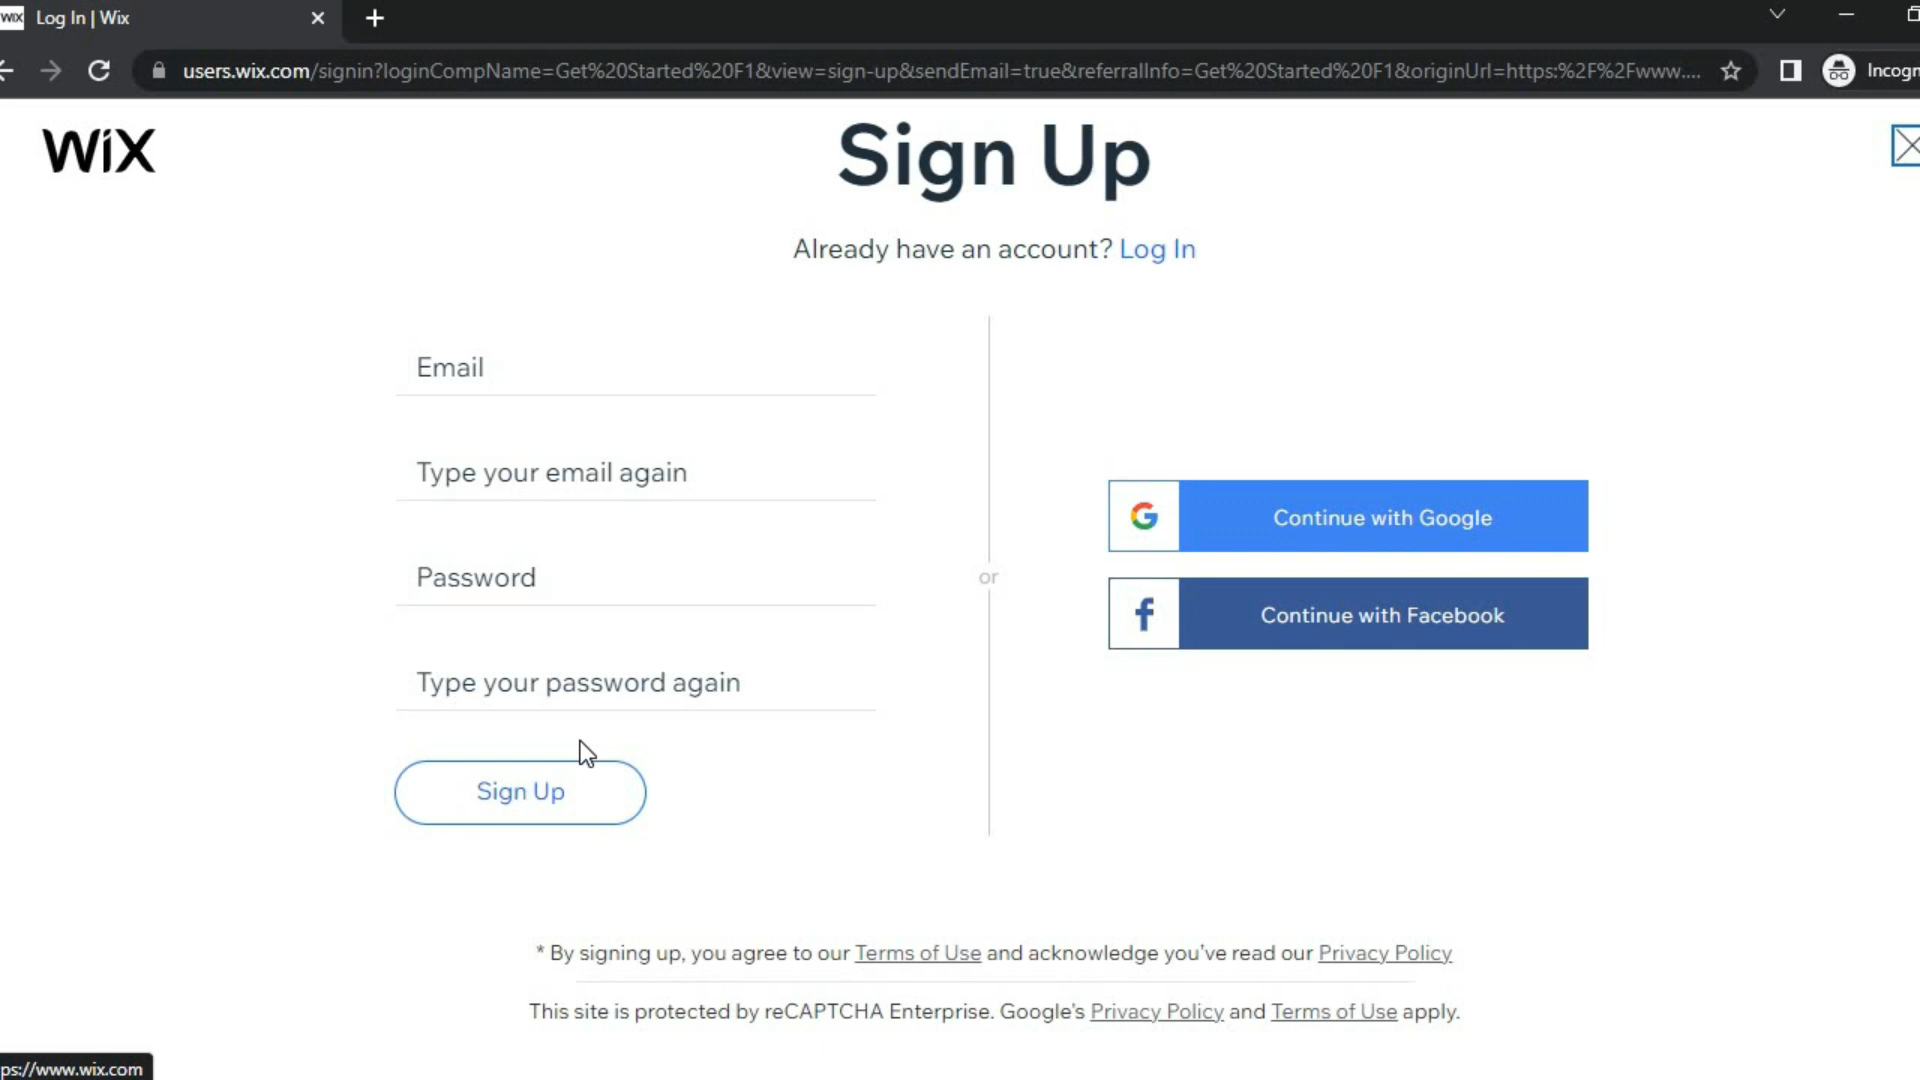 WiX Log In | Wix
users.wix.com/signin?loginCompName=Get%20Started%20F1&view=sign-up&sendEmail=true&referralInfo=Get%20Started%20F1&originUrl=https:%2F%2Fwww.... Incogn
WiX
Sign Up
Already have an account? Log In
Email
Type your email again
Password
Type your password again
Sign Up
or
G Continue with Google
f Continue with Facebook
* By signing up, you agree to our Terms of Use and acknowledge you've read our Privacy Policy
This site is protected by reCAPTCHA Enterprise. Google's Privacy Policy and Terms of Use apply.
ps://www.wix.com